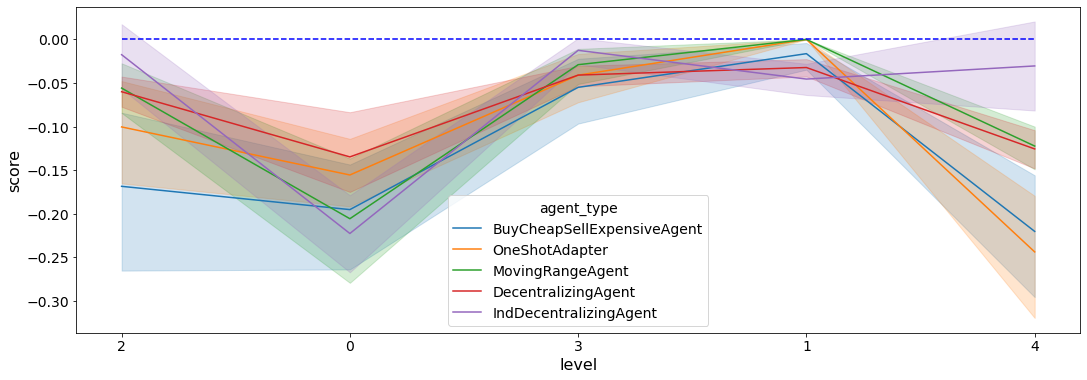 0.00
−0.05
−0.10
−0.15
−0.20
−0.25
−0.30
score
agent_type
BuyCheapSellExpensiveAgent
OneShotAdapter
MovingRangeAgent
DecentralizingAgent
IndDecentralizingAgent
2 0 3 1 4
level